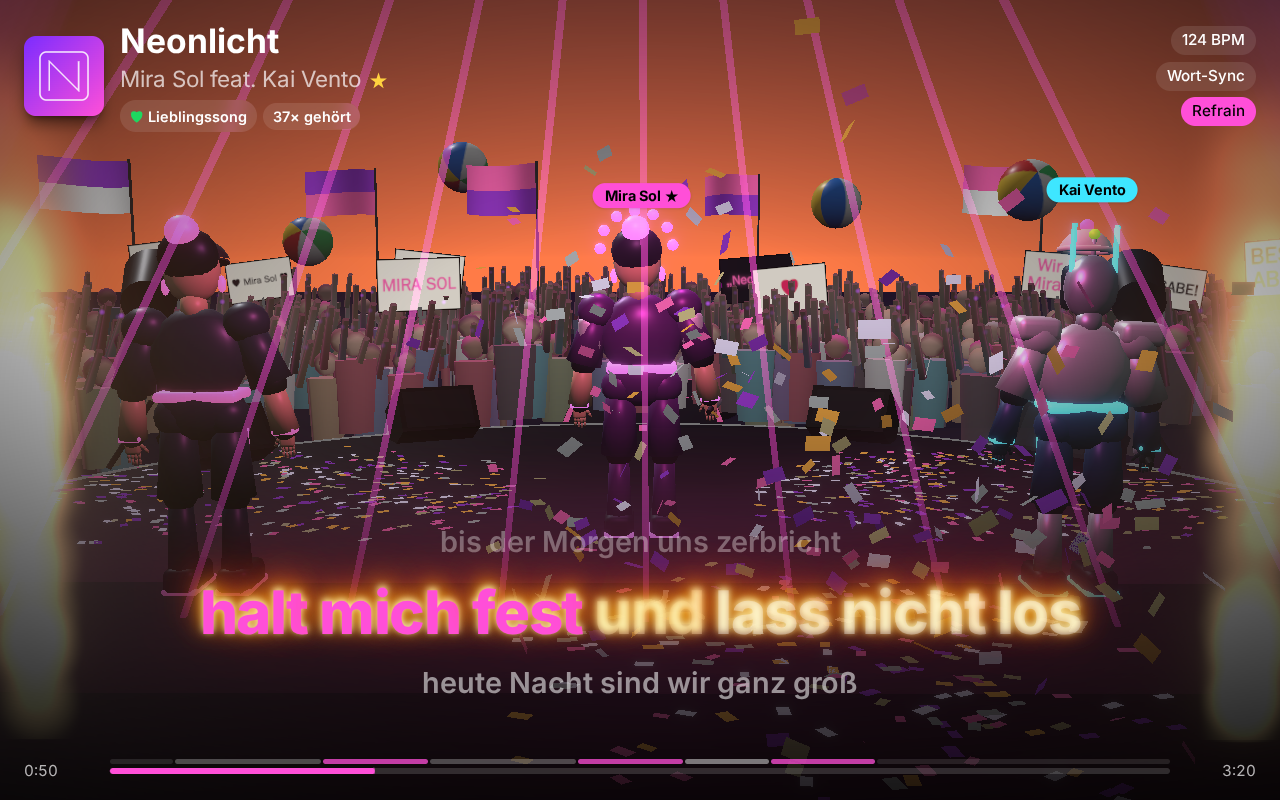 Neonlicht
Mira Sol feat. Kai Vento
Lieblingssong
37× gehört
124 BPM
Wort-Sync
Refrain
Mira Sol ★
Kai Vento
Mira Sol
MIRA SOL
bis der Morgen uns zerbricht
halt mich fest und lass nicht los
heute Nacht sind wir ganz groß
0:50
3:20